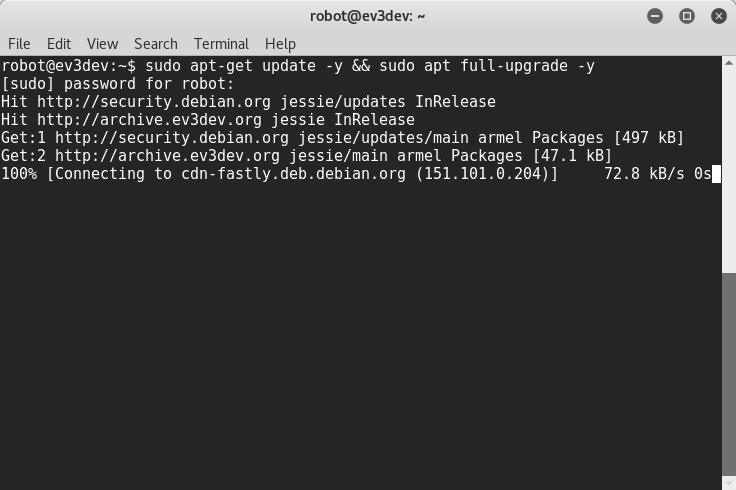 robot@ev3dev: ~
File Edit View Search Terminal Help
robot@ev3dev:~$ sudo apt-get update -y && sudo apt full-upgrade -y
[sudo] password for robot:
Hit http://security.debian.org jessie/updates InRelease
Hit http://archive.ev3dev.org jessie InRelease
Get:1 http://security.debian.org jessie/updates/main armel Packages [497 kB]
Get:2 http://archive.ev3dev.org jessie/main armel Packages [47.1 kB]
100% [Connecting to cdn-fastly.deb.debian.org (151.101.0.204)]     72.8 kB/s 0s